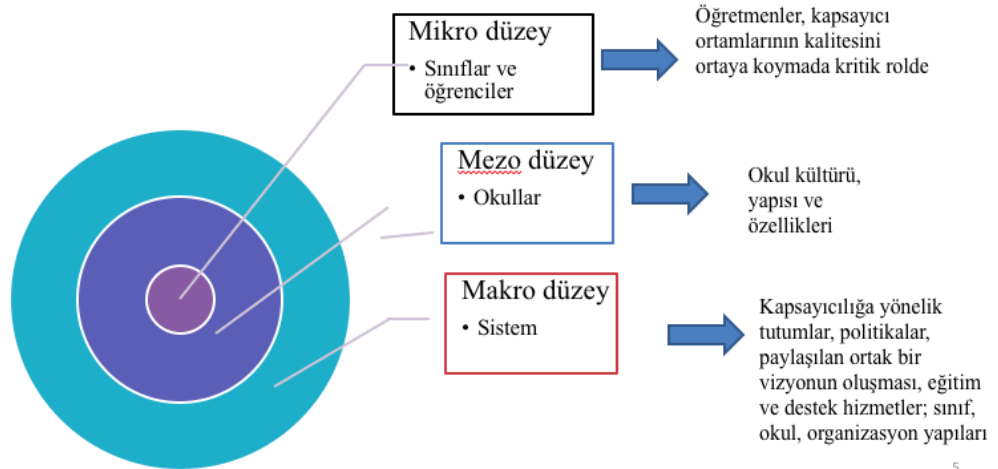 Mikro düzey
• Sınıflar ve
öğrenciler
Öğretmenler, kapsayıcı
ortamlarının kalitesini
ortaya koymada kritik rolde
Mezo düzey
• Okullar
Okul kültürü,
yapısı ve
özellikleri
Makro düzey
• Sistem
Kapsayıcılığa yönelik
tutumlar, politikalar,
paylaşılan ortak bir
vizyonun oluşması, eğitim
ve destek hizmetler; sınıf,
okul, organizasyon yapıları
5